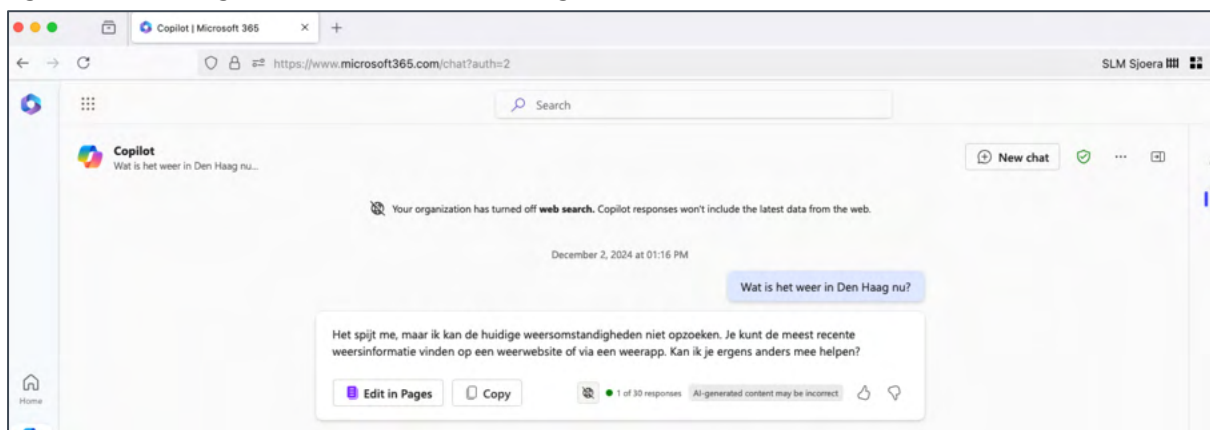 Copilot | Microsoft 365
https://www.microsoft365.com/chat?auth=2
SLM Sjoera
Search
Copilot
Wat is het weer in Den Haag nu...
New chat
Your organization has turned off web search. Copilot responses won't include the latest data from the web.
December 2, 2024 at 01:16 PM
Wat is het weer in Den Haag nu?
Het spijt me, maar ik kan de huidige weersomstandigheden niet opzoeken. Je kunt de meest recente
weersinformatie vinden op een weerwebsite of via een weerapp. Kan ik je ergens anders mee helpen?
Edit in Pages
Copy
1 of 30 responses
AI-generated content may be incorrect
Home